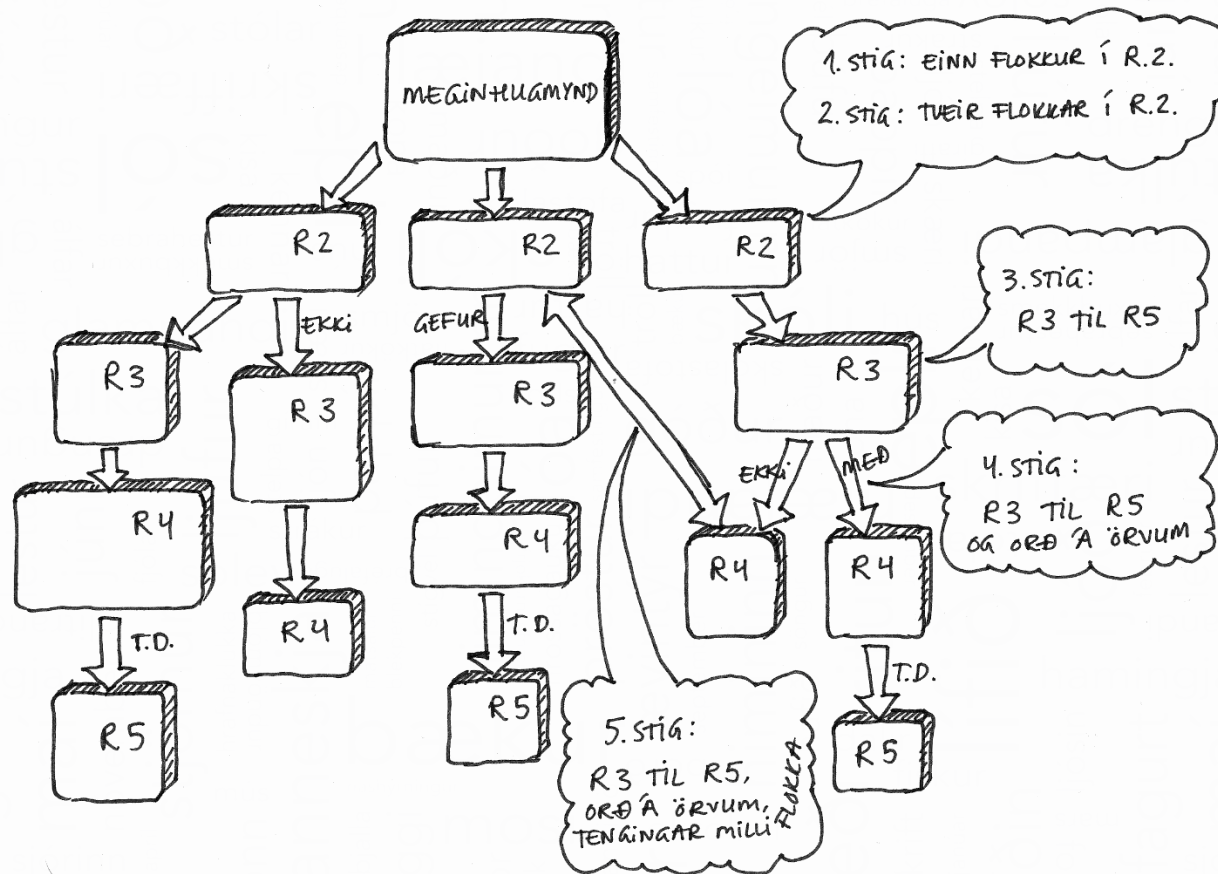 MEGINHUGMYND
1. STIG: EINN FLOKKUR Í R.2.
2. STIG: TVEIR FLOKKAR Í R.2.
R2
R2
R2
3. STIG:
R3 TIL R5
EKKI
GEFUR
R3
R3
R3
R3
EKKI
MEÐ
4. STIG:
R3 TIL R5
OG ORÐ Á ÖRVUM
R4
R4
R4
R4
R4
T.D.
T.D.
T.D.
R5
R5
R5
5. STIG:
R3 TIL R5,
ORÐ Á ÖRVUM,
TENGINGAR MILLI FLOKKA